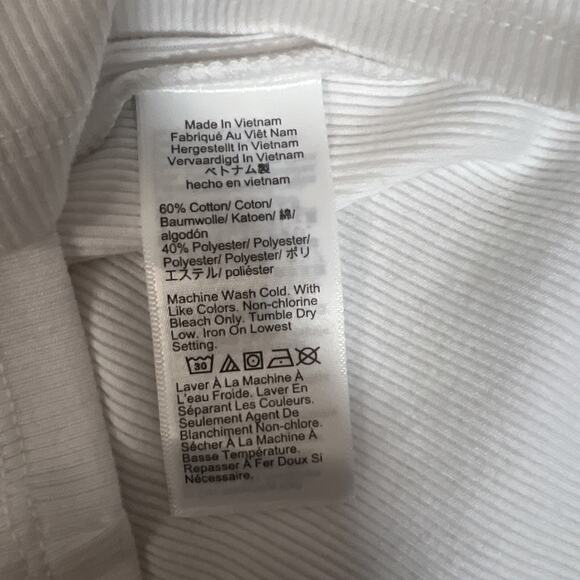 Made In Vietnam
Fabriqué Au Viêt Nam
Hergestellt In Vietnam
Vervaardigd In Vietnam
ベトナム製
hecho en vietnam
60% Cotton/ Coton/
Baumwolle/ Katoen/ 綿/
algodón
40% Polyester/ Polyester/
Polyester/ Polyester/ ポリ
エステル/ poliéster
Machine Wash Cold. With
Like Colors. Non-chlorine
Bleach Only. Tumble Dry
Low. Iron On Lowest
Setting.
30
Laver À La Machine À
L'eau Froide. Laver En
Séparant Les Couleurs.
Seulement Agent De
Blanchiment Non-chlore.
Sécher À La Machine À
Basse Température.
Repasser À Fer Doux Si
Nécessaire.